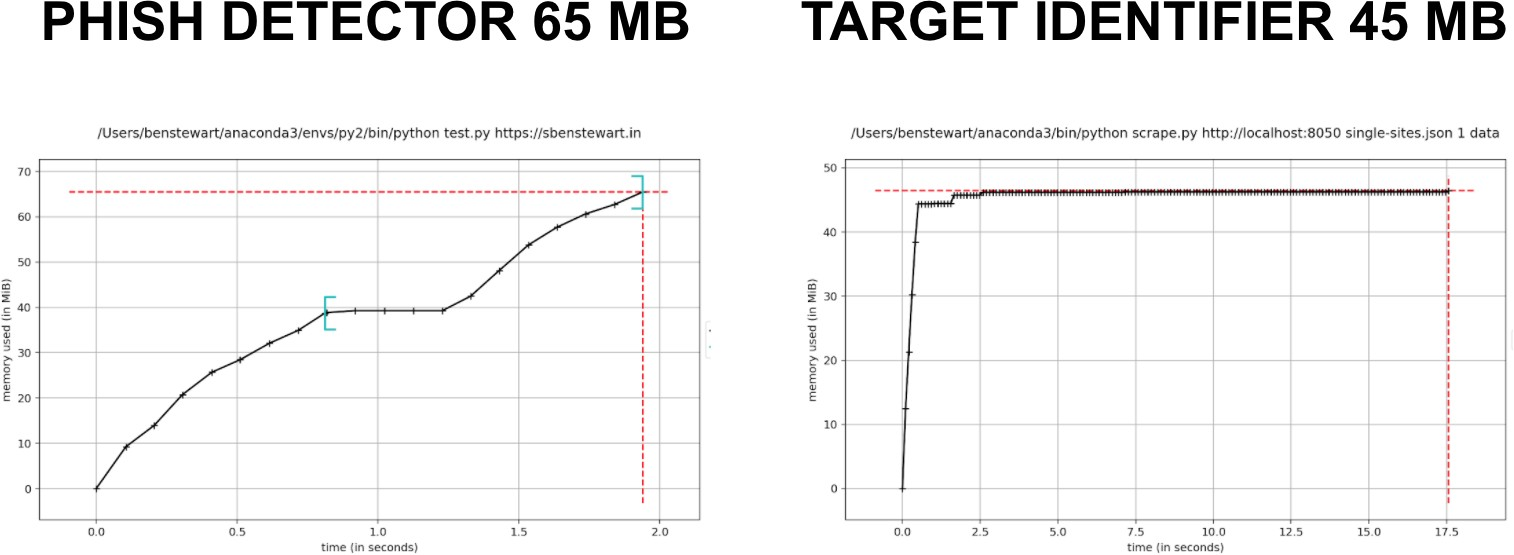 PHISH DETECTOR 65 MB
/Users/benstewart/anaconda3/envs/py2/bin/python test.py https://sbenstewart.in
memory used (in MiB)
70
60
50
40
30
20
10
0
0.0 0.5 1.0 1.5 2.0
time (in seconds)
TARGET IDENTIFIER 45 MB
/Users/benstewart/anaconda3/bin/python scrape.py http://localhost:8050 single-sites.json 1 data
memory used (in MiB)
50
40
30
20
10
0
0.0 2.5 5.0 7.5 10.0 12.5 15.0 17.5
time (in seconds)